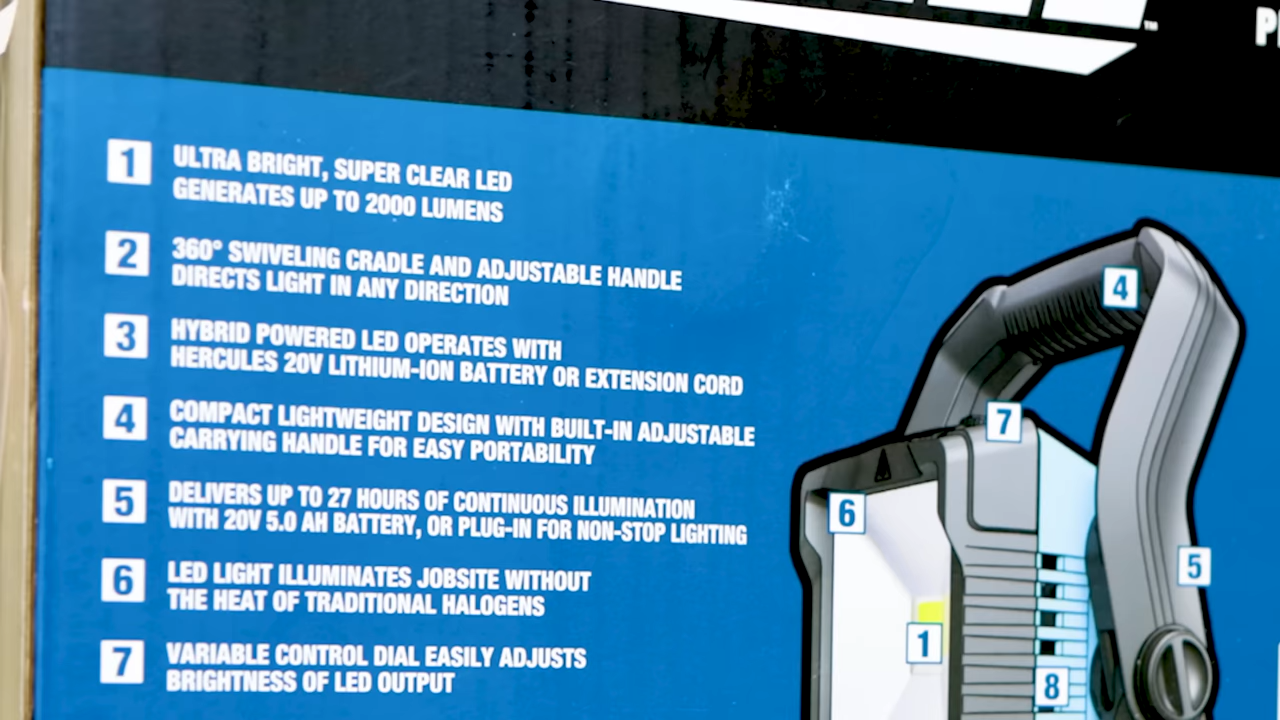 ™
1 ULTRA BRIGHT, SUPER CLEAR LED
GENERATES UP TO 2000 LUMENS
2 360° SWIVELING CRADLE AND ADJUSTABLE HANDLE
DIRECTS LIGHT IN ANY DIRECTION
3 HYBRID POWERED LED OPERATES WITH
HERCULES 20V LITHIUM-ION BATTERY OR EXTENSION CORD
4 COMPACT LIGHTWEIGHT DESIGN WITH BUILT-IN ADJUSTABLE
CARRYING HANDLE FOR EASY PORTABILITY
5 DELIVERS UP TO 27 HOURS OF CONTINUOUS ILLUMINATION
WITH 20V 5.0 AH BATTERY, OR PLUG-IN FOR NON-STOP LIGHTING
6 LED LIGHT ILLUMINATES JOBSITE WITHOUT
THE HEAT OF TRADITIONAL HALOGENS
7 VARIABLE CONTROL DIAL EASILY ADJUSTS
BRIGHTNESS OF LED OUTPUT
4
7
6
5
1
8